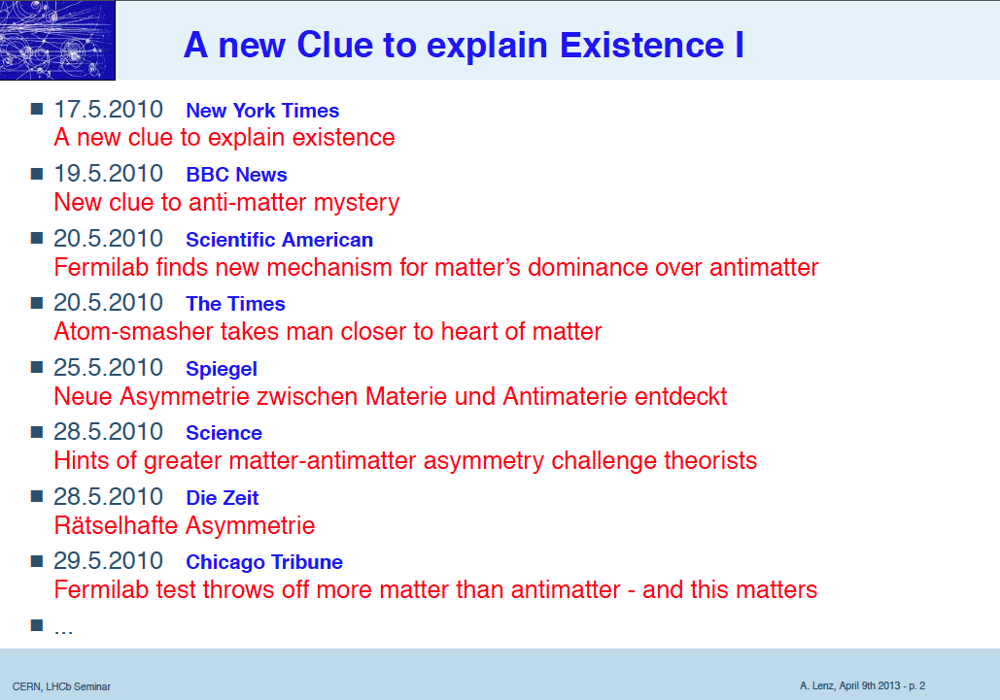 A new Clue to explain Existence I
17.5.2010 New York Times
A new clue to explain existence
19.5.2010 BBC News
New clue to anti-matter mystery
20.5.2010 Scientific American
Fermilab finds new mechanism for matter's dominance over antimatter
20.5.2010 The Times
Atom-smasher takes man closer to heart of matter
25.5.2010 Spiegel
Neue Asymmetrie zwischen Materie und Antimaterie entdeckt
28.5.2010 Science
Hints of greater matter-antimatter asymmetry challenge theorists
28.5.2010 Die Zeit
Rätselhafte Asymmetrie
29.5.2010 Chicago Tribune
Fermilab test throws off more matter than antimatter - and this matters
...
CERN, LHCb Seminar
A. Lenz, April 9th 2013 - p. 2